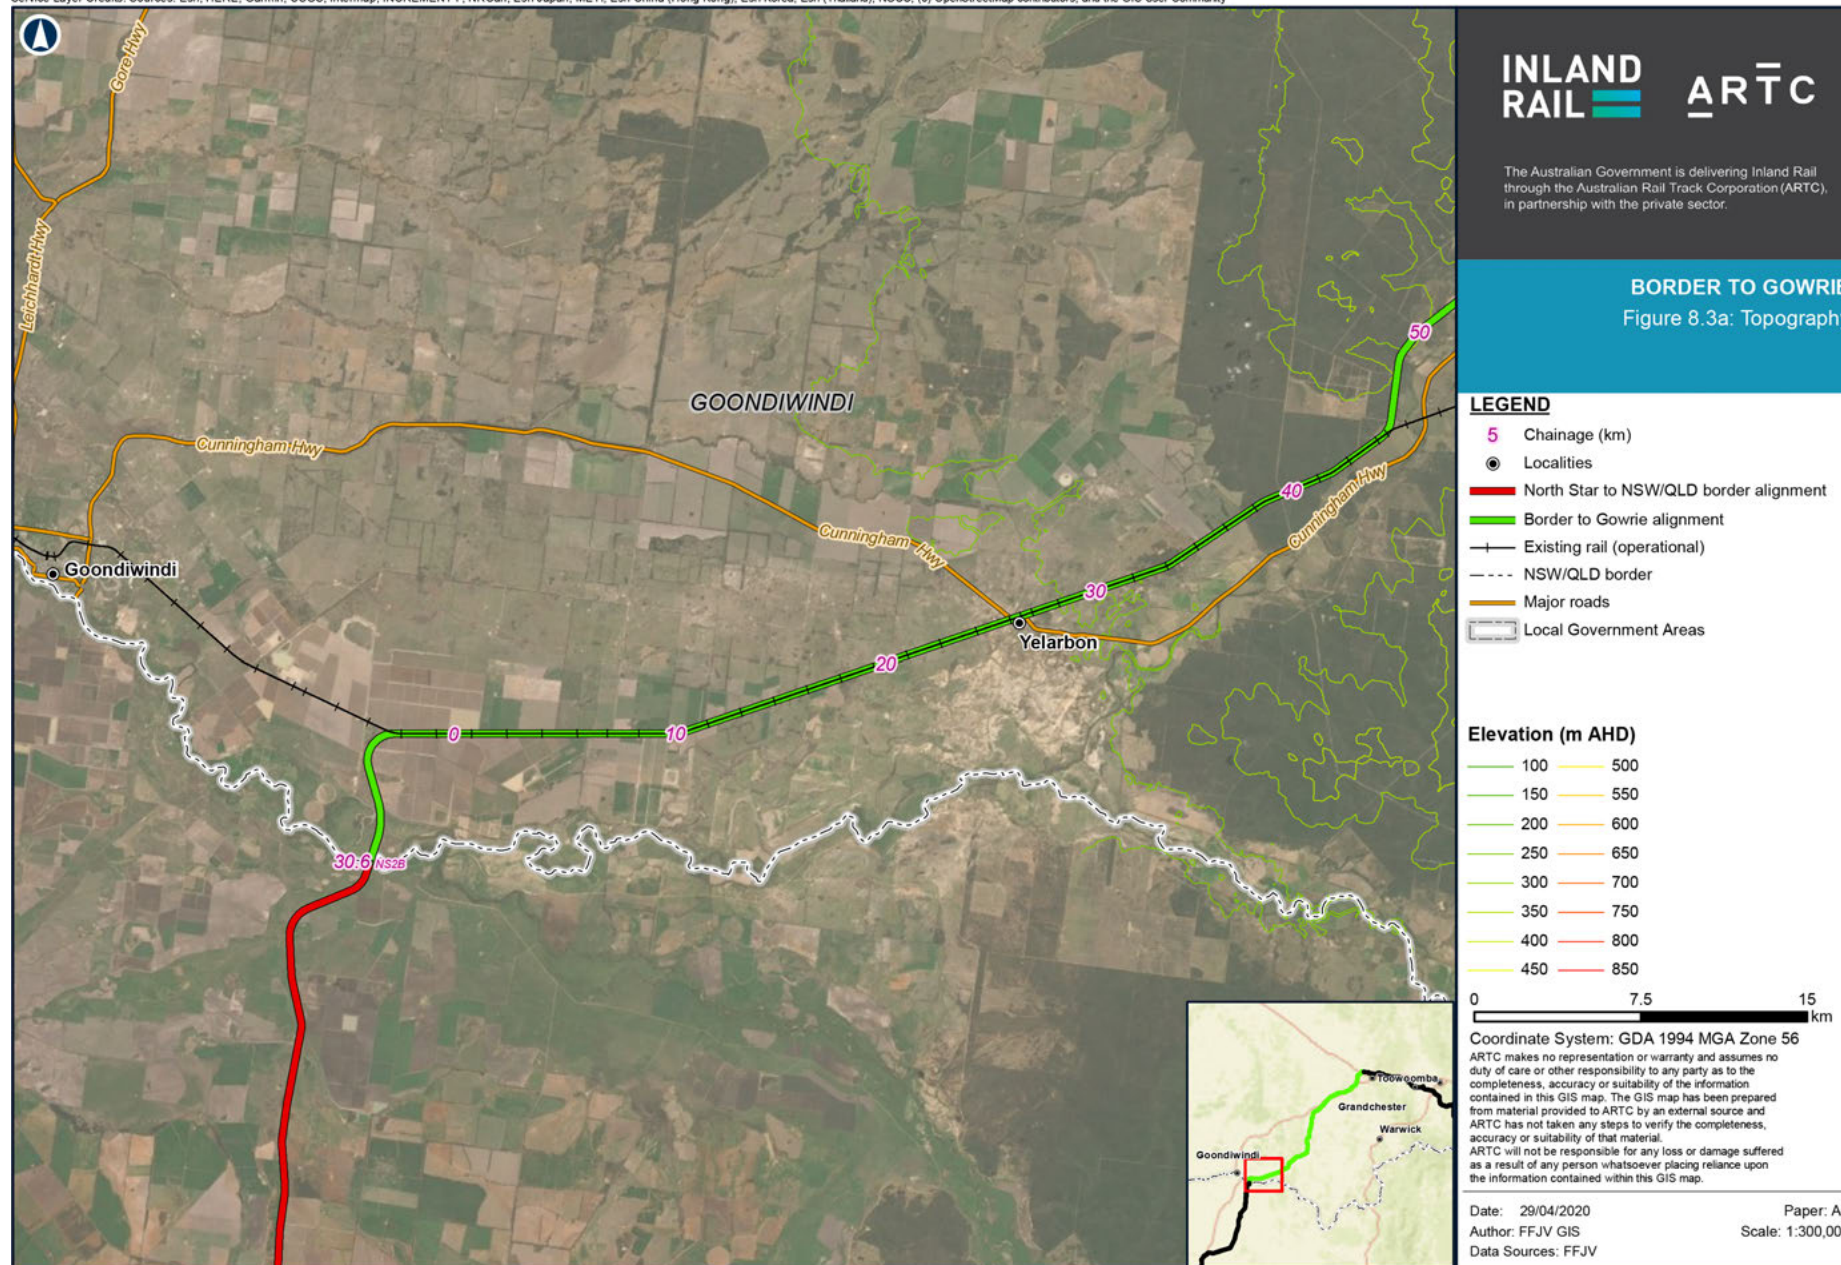 Gore Hwy
Leichhardt Hwy
GOONDIWINDI
Cunningham Hwy
Cunningham Hwy
Cunningham Hwy
Goondiwindi
Yelarbon
0
10
20
30
40
50
30.6 NS2B
Goondiwindi
Toowoomba
Grandchester
Warwick
INLAND
RAIL
ARTC
The Australian Government is delivering Inland Rail
through the Australian Rail Track Corporation (ARTC),
in partnership with the private sector.
BORDER TO GOWRIE
Figure 8.3a: Topography
LEGEND
5 Chainage (km)
Localities
North Star to NSW/QLD border alignment
Border to Gowrie alignment
Existing rail (operational)
NSW/QLD border
Major roads
Local Government Areas
Elevation (m AHD)
100 500
150 550
200 600
250 650
300 700
350 750
400 800
450 850
0 7.5 15
km
Coordinate System: GDA 1994 MGA Zone 56
ARTC makes no representation or warranty and assumes no
duty of care or other responsibility to any party as to the
completeness, accuracy or suitability of the information
contained in this GIS map. The GIS map has been prepared
from material provided to ARTC by an external source and
ARTC has not taken any steps to verify the completeness,
accuracy or suitability of that material.
ARTC will not be responsible for any loss or damage suffered
as a result of any person whatsoever placing reliance upon
the information contained within this GIS map.
Date: 29/04/2020 Paper: A
Author: FFJV GIS Scale: 1:300,00
Data Sources: FFJV